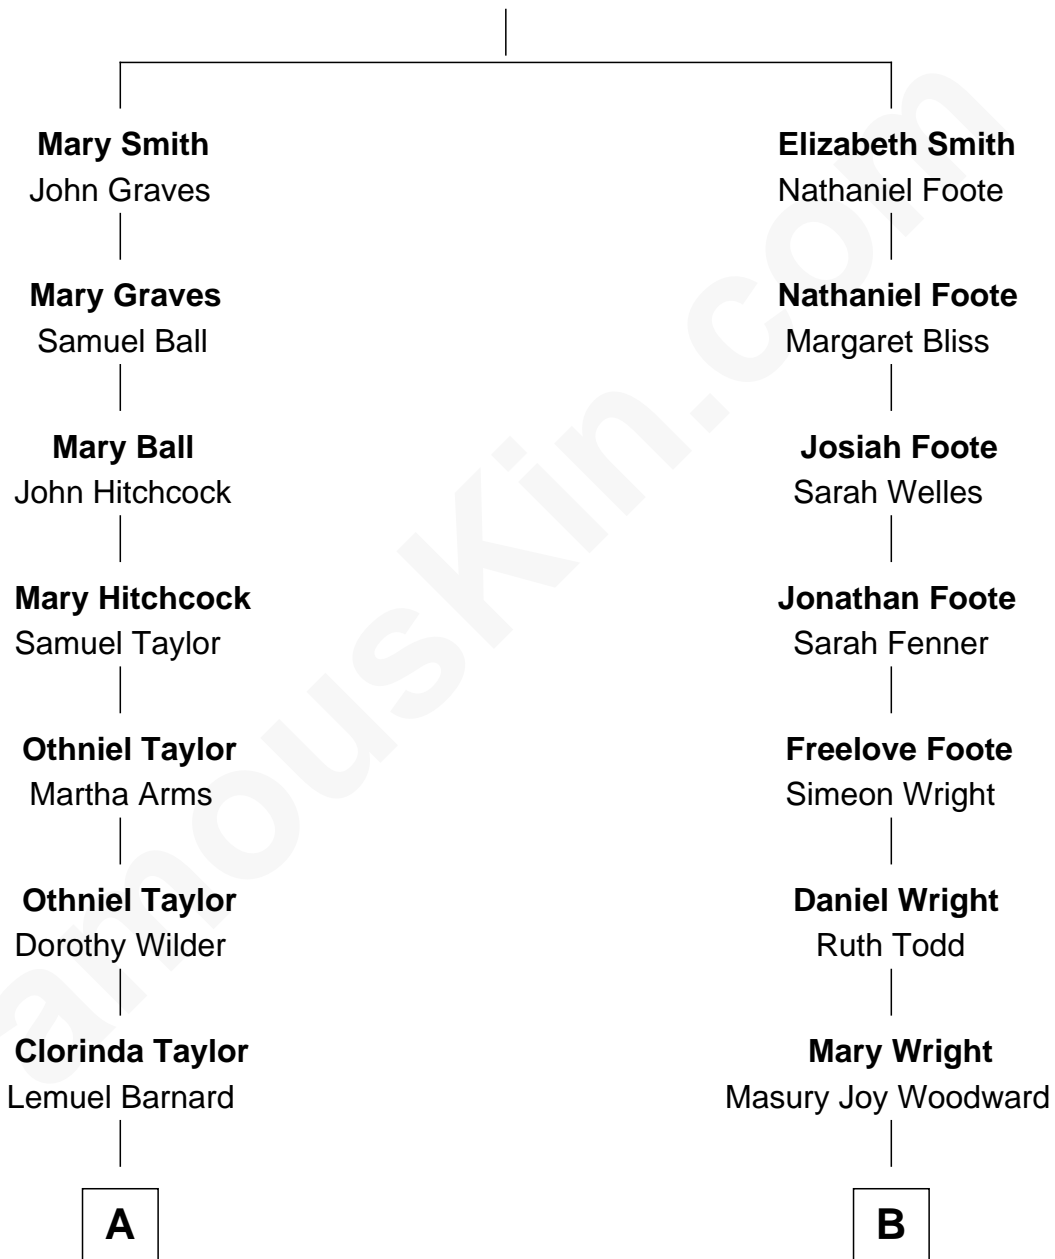 Mary Smith
John Graves
Elizabeth Smith
Nathaniel Foote
Mary Graves
Samuel Ball
Nathaniel Foote
Margaret Bliss
Mary Ball
John Hitchcock
Josiah Foote
Sarah Welles
Mary Hitchcock
Samuel Taylor
Jonathan Foote
Sarah Fenner
Othniel Taylor
Martha Arms
Freelove Foote
Simeon Wright
Othniel Taylor
Dorothy Wilder
Daniel Wright
Ruth Todd
Clorinda Taylor
Lemuel Barnard
Mary Wright
Masury Joy Woodward
A
B
amousKin.com